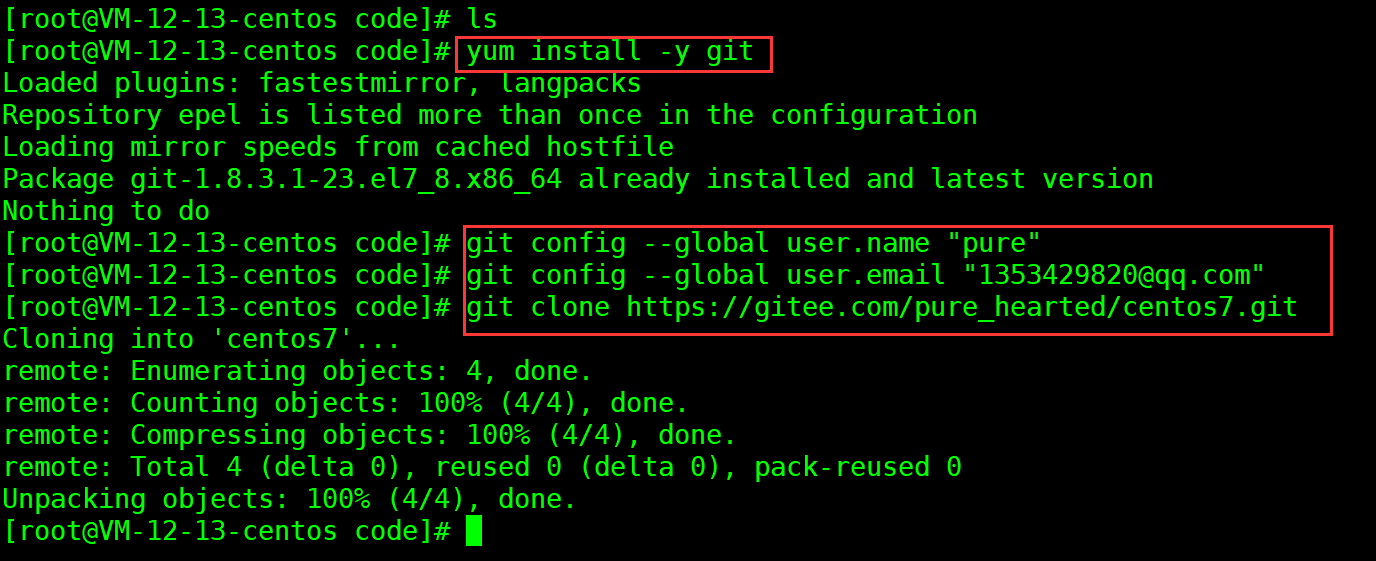 [root@VM-12-13-centos code]# ls
[root@VM-12-13-centos code]# yum install -y git
Loaded plugins: fastestmirror, langpacks
Repository epel is listed more than once in the configuration
Loading mirror speeds from cached hostfile
Package git-1.8.3.1-23.el7_8.x86_64 already installed and latest version
Nothing to do
[root@VM-12-13-centos code]# git config --global user.name "pure"
[root@VM-12-13-centos code]# git config --global user.email "1353429820@qq.com"
[root@VM-12-13-centos code]# git clone https://gitee.com/pure_hearted/centos7.git
Cloning into 'centos7'...
remote: Enumerating objects: 4, done.
remote: Counting objects: 100% (4/4), done.
remote: Compressing objects: 100% (4/4), done.
remote: Total 4 (delta 0), reused 0 (delta 0), pack-reused 0
Unpacking objects: 100% (4/4), done.
[root@VM-12-13-centos code]#